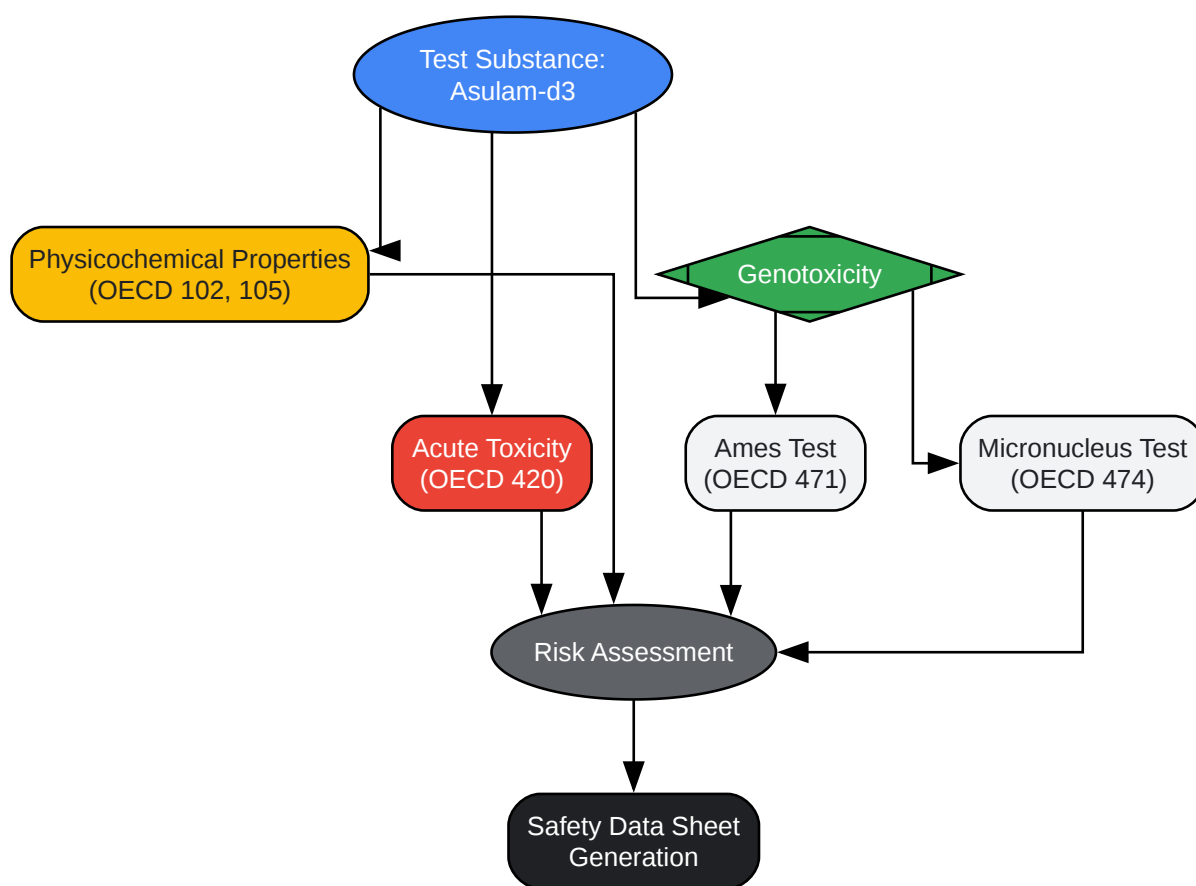 Test Substance:
Asulam-d3
Physicochemical Properties
(OECD 102, 105)
Genotoxicity
Acute Toxicity
(OECD 420)
Ames Test
(OECD 471)
Micronucleus Test
(OECD 474)
Risk Assessment
Safety Data Sheet
Generation